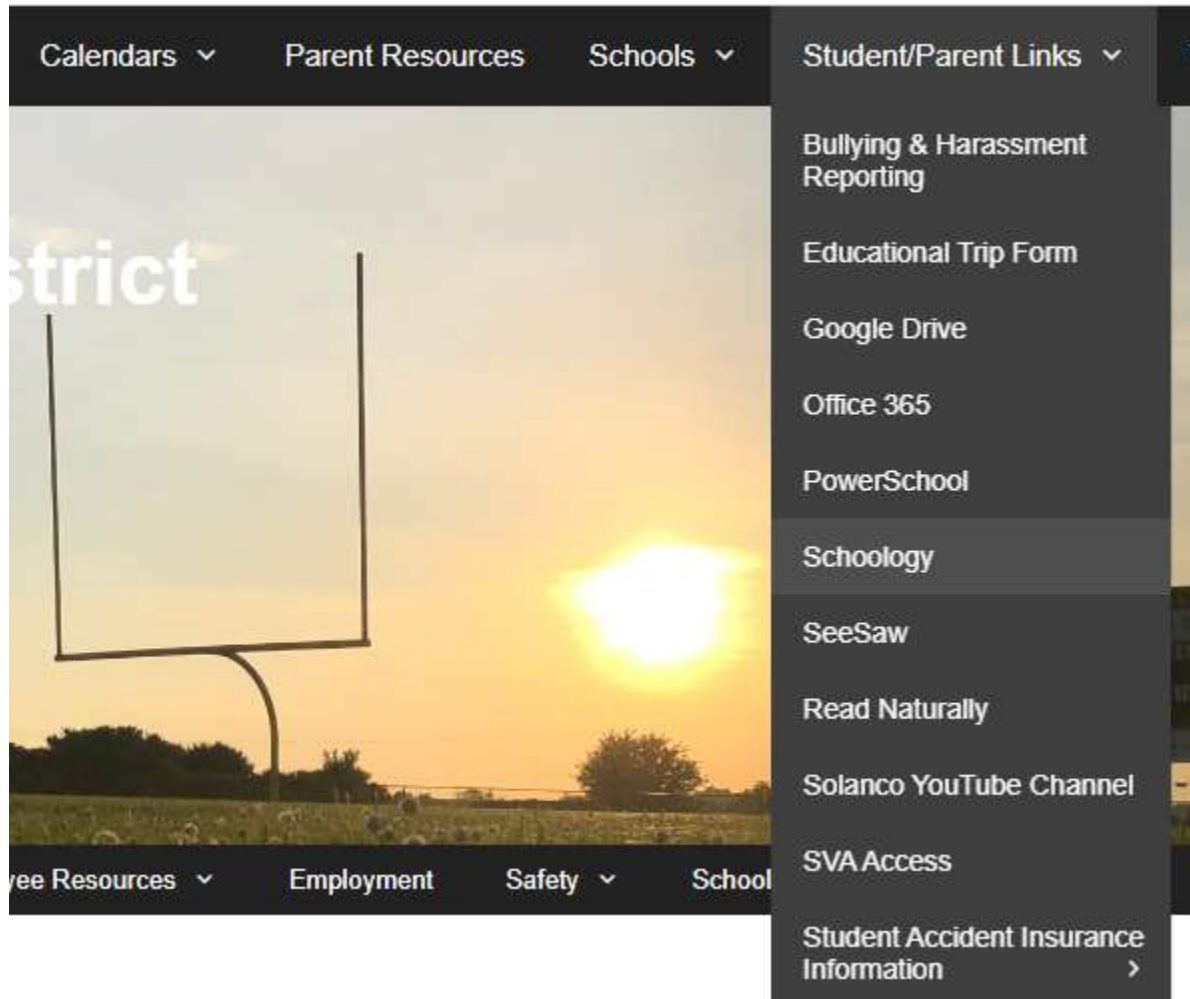 Calendars Parent Resources Schools Student/Parent Links
Bullying & Harassment
Reporting
Educational Trip Form
strict
Google Drive
Office 365
PowerSchool
Schoology
SeeSaw
Read Naturally
Solanco YouTube Channel
SVA Access
yee Resources Employment Safety School
Student Accident Insurance
Information